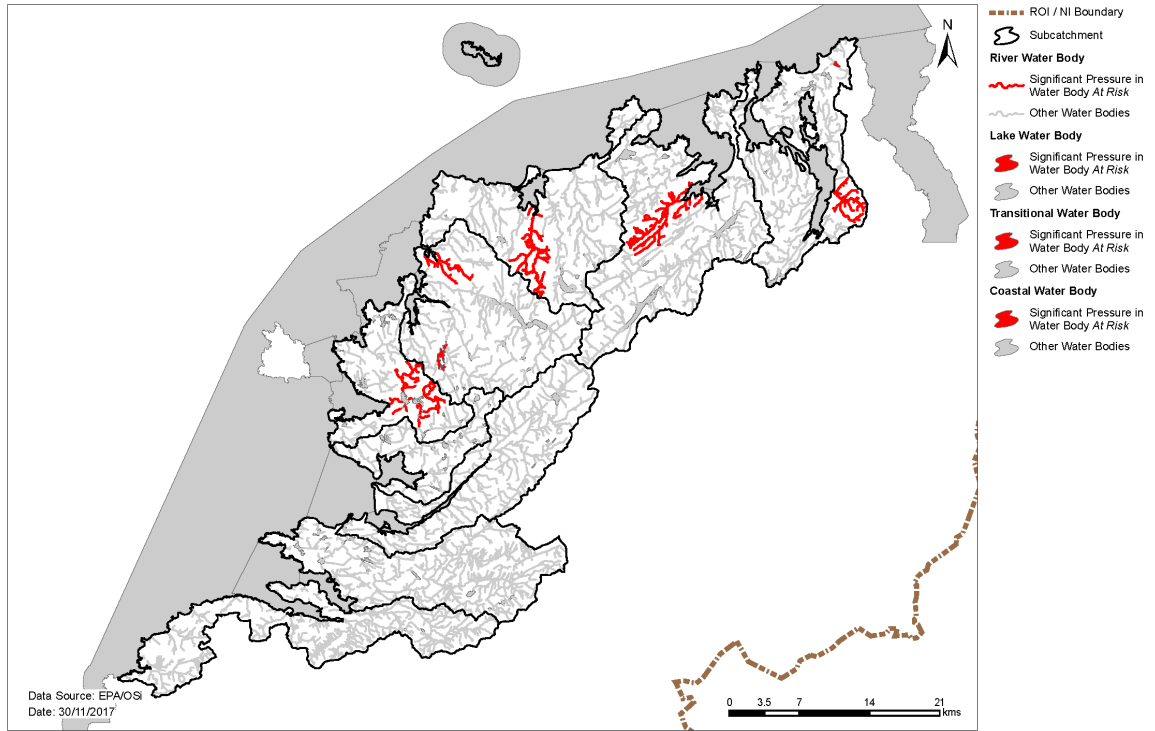 ROI / NI Boundary
Subcatchment
River Water Body
Significant Pressure in
Water Body At Risk
Other Water Bodies
Lake Water Body
Significant Pressure in
Water Body At Risk
Other Water Bodies
Transitional Water Body
Significant Pressure in
Water Body At Risk
Other Water Bodies
Coastal Water Body
Significant Pressure in
Water Body At Risk
Other Water Bodies
N
Data Source: EPA/OSi
Date: 30/11/2017
0 3.5 7 14 21
kms